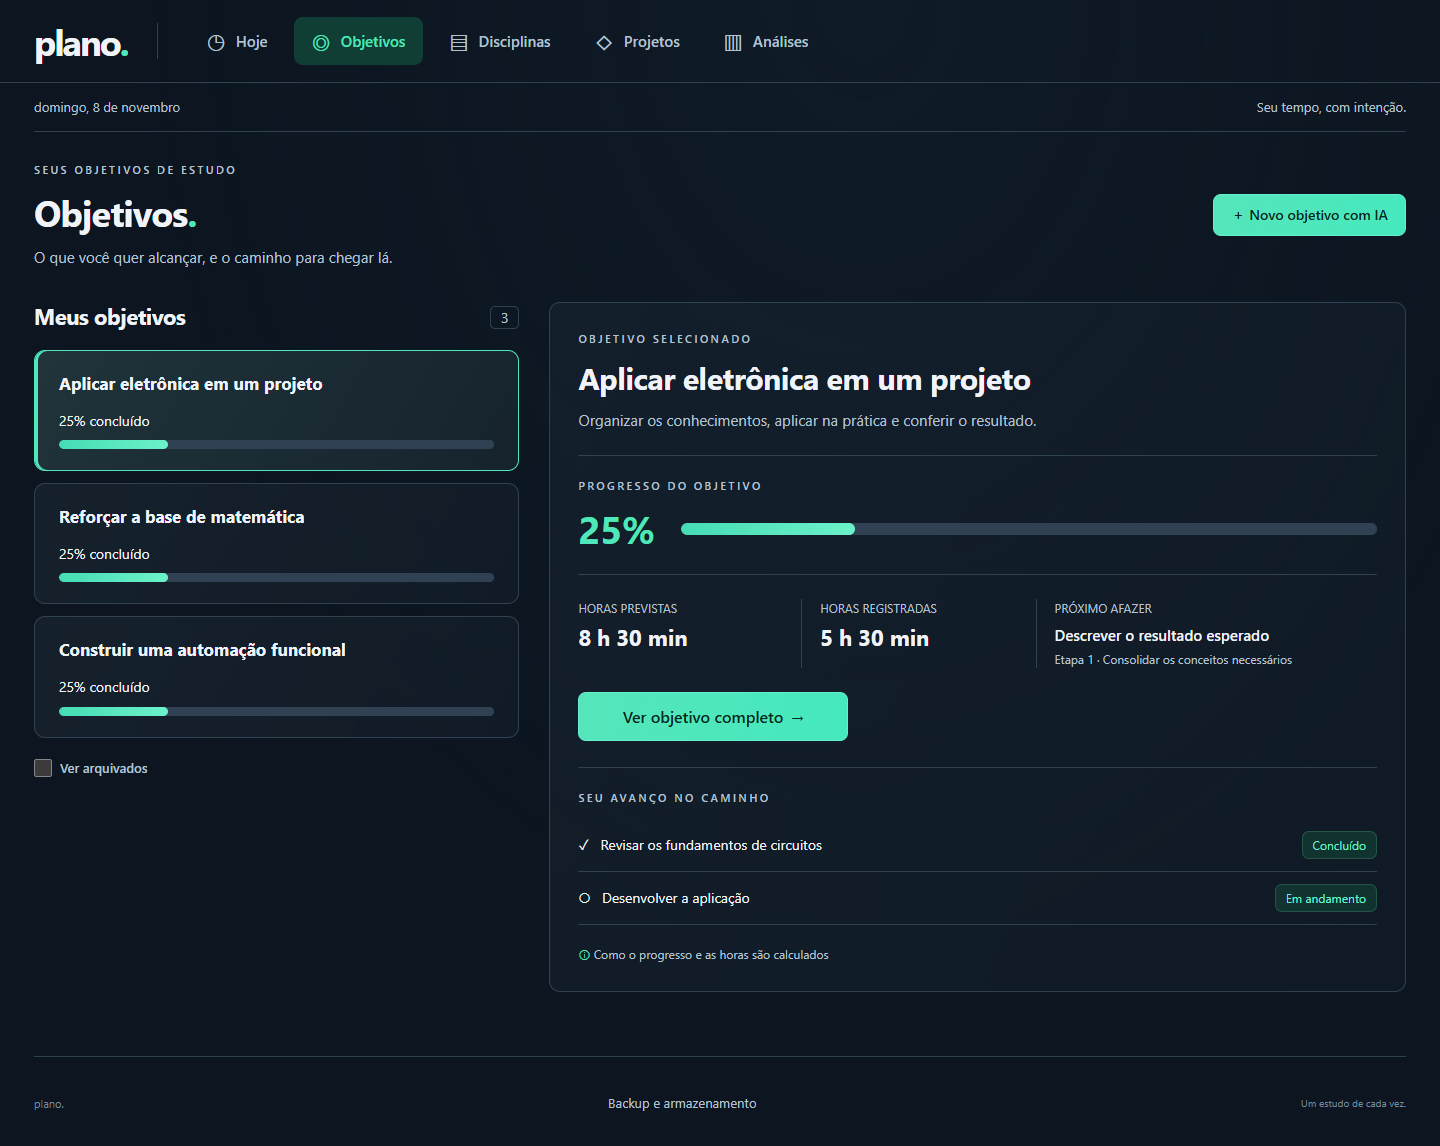 plano.
Hoje
Objetivos
Disciplinas
Projetos
Análises
domingo, 8 de novembro
Seu tempo, com intenção.
SEUS OBJETIVOS DE ESTUDO
Objetivos.
O que você quer alcançar, e o caminho para chegar lá.
+ Novo objetivo com IA
Meus objetivos
3
Aplicar eletrônica em um projeto
25% concluído
Reforçar a base de matemática
25% concluído
Construir uma automação funcional
25% concluído
Ver arquivados
OBJETIVO SELECIONADO
Aplicar eletrônica em um projeto
Organizar os conhecimentos, aplicar na prática e conferir o resultado.
PROGRESSO DO OBJETIVO
25%
HORAS PREVISTAS
8 h 30 min
HORAS REGISTRADAS
5 h 30 min
PRÓXIMO AFAZER
Descrever o resultado esperado
Etapa 1 · Consolidar os conceitos necessários
Ver objetivo completo →
SEU AVANÇO NO CAMINHO
✓ Revisar os fundamentos de circuitos
Concluído
○ Desenvolver a aplicação
Em andamento
Como o progresso e as horas são calculados
plano.
Backup e armazenamento
Um estudo de cada vez.